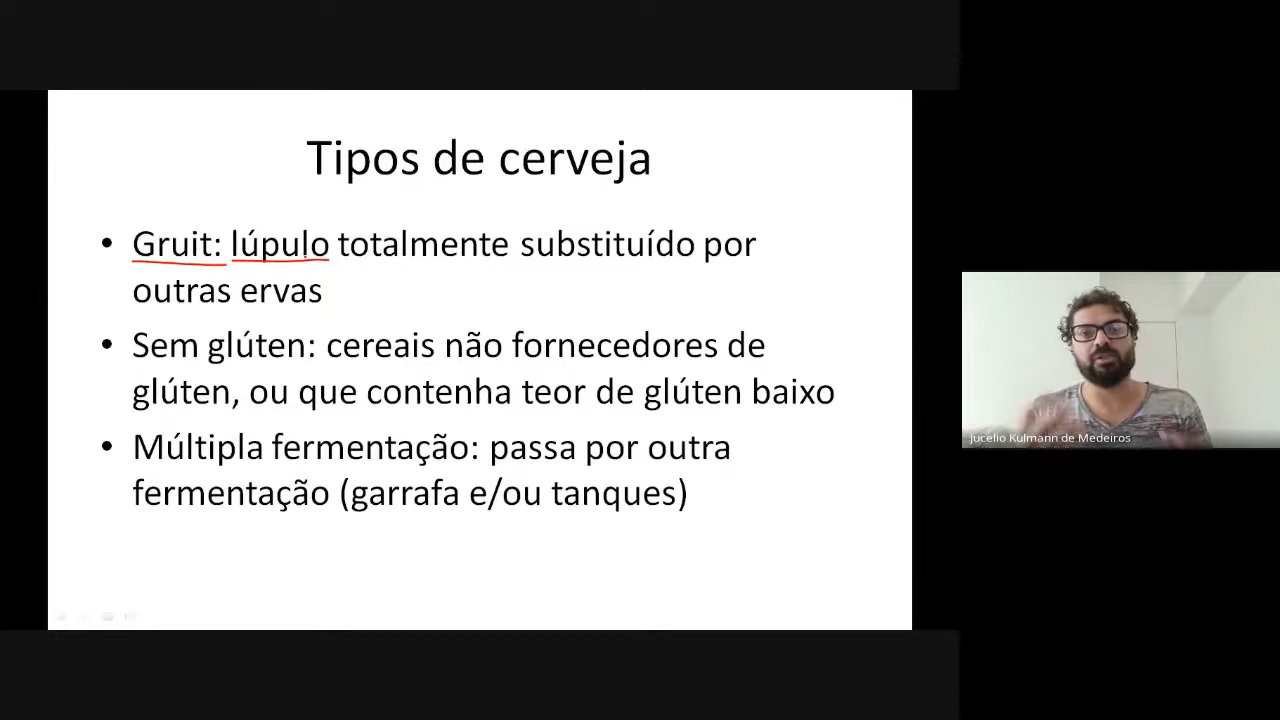 Tipos de cerveja
• Gruit: lúpulo totalmente substituído por
outras ervas
• Sem glúten: cereais não fornecedores de
glúten, ou que contenha teor de glúten baixo
• Múltipla fermentação: passa por outra
fermentação (garrafa e/ou tanques)
Jucelio Kulmann de Medeiros